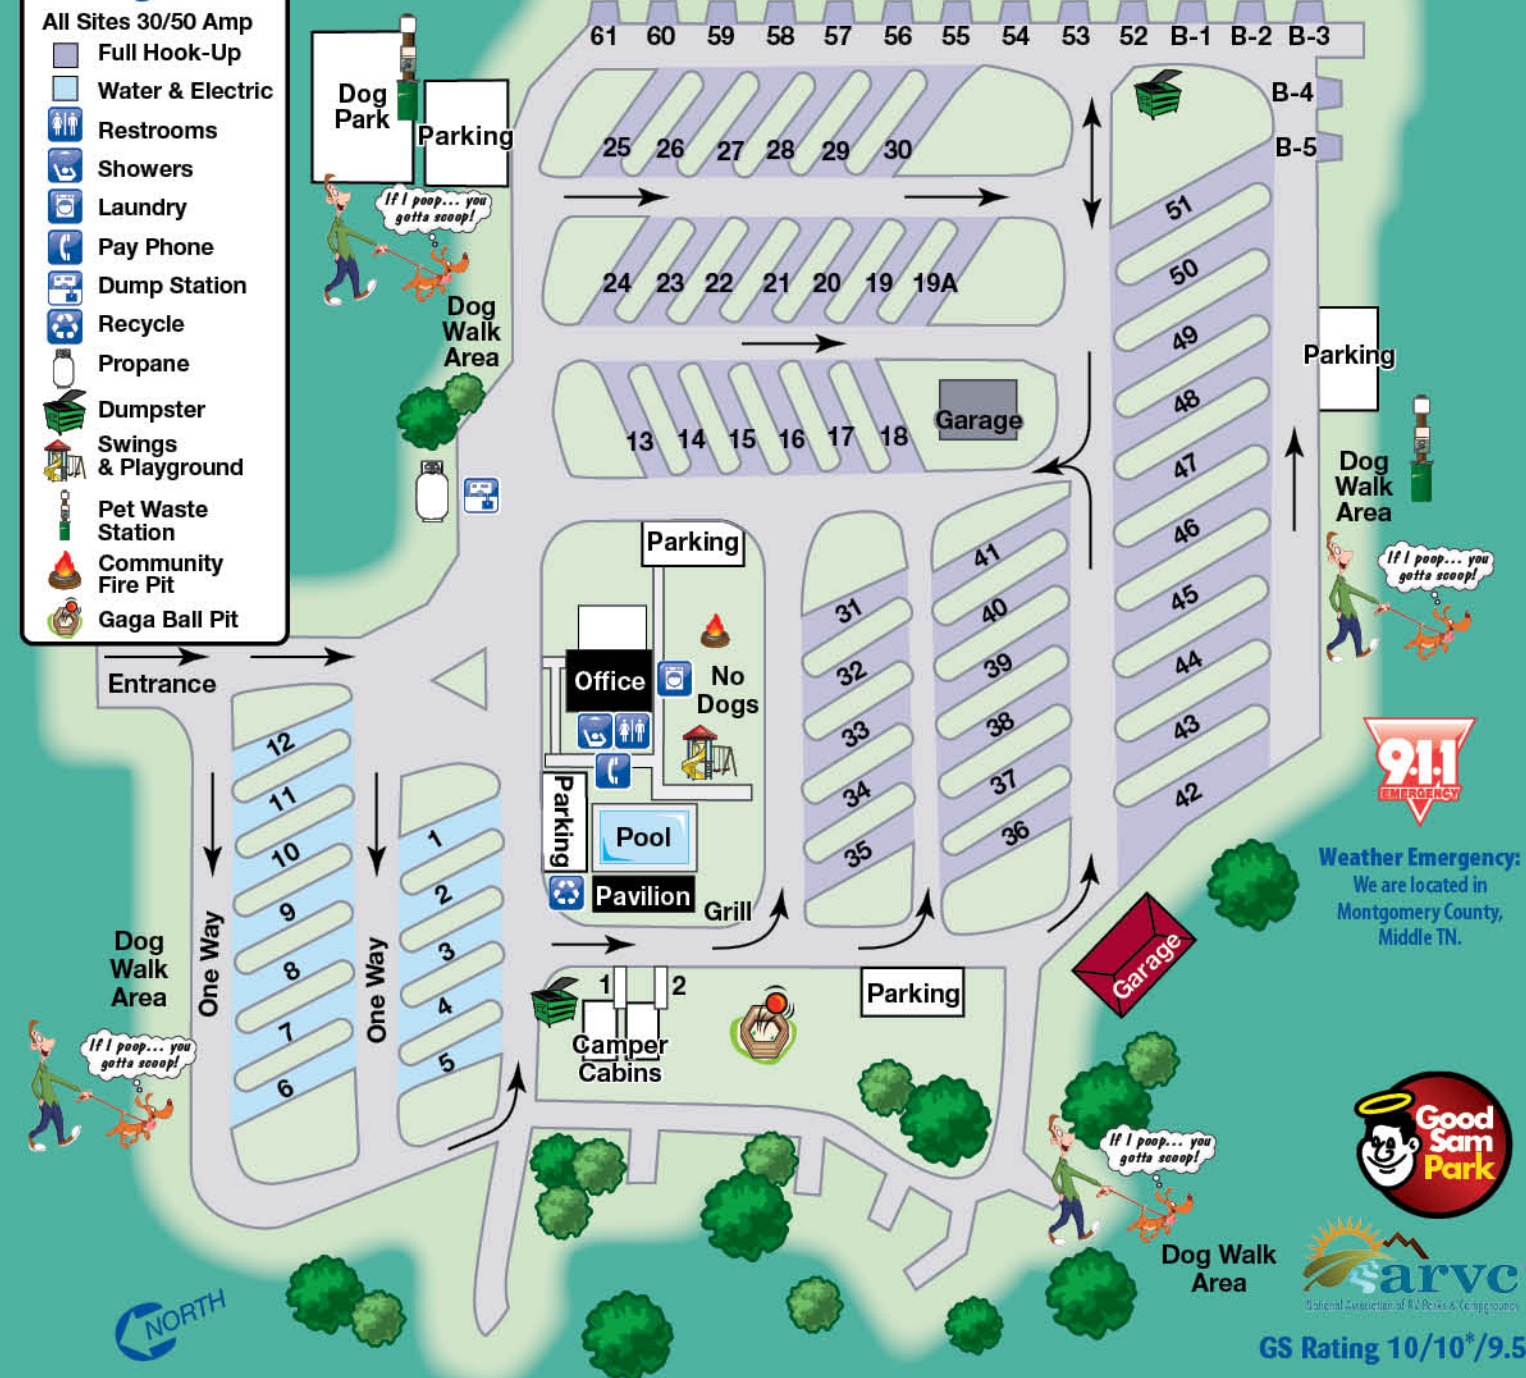 All Sites 30/50 Amp
Full Hook-Up
Water & Electric
Restrooms
Showers
Laundry
Pay Phone
Dump Station
Recycle
Propane
Dumpster
Swings
& Playground
Pet Waste
Station
Community
Fire Pit
Gaga Ball Pit
61 60 59 58 57 56 55 54 53 52 B-1 B-2 B-3
B-4
B-5
Dog
Park
Parking
If I poop... you
gotta scoop!
Dog
Walk
Area
25 26 27 28 29 30
24 23 22 21 20 19 19A
13 14 15 16 17 18
Garage
51
50
49
48
47
46
45
44
43
42
Parking
Dog
Walk
Area
If I poop... you
gotta scoop!
Parking
Office
No
Dogs
Parking
Pool
Pavilion
Grill
31
32
33
34
35
41
40
39
38
37
36
Entrance
12
11
10
9
8
7
6
One Way
One Way
1
2
3
4
5
Dog
Walk
Area
If I poop... you
gotta scoop!
1 2
Camper
Cabins
Parking
Garage
9-1-1
EMERGENCY
Weather Emergency:
We are located in
Montgomery County,
Middle TN.
If I poop... you
gotta scoop!
Dog Walk
Area
Good
Sam
Park
arvc
National Association of RV Parks & Campgrounds
GS Rating 10/10*/9.5
NORTH